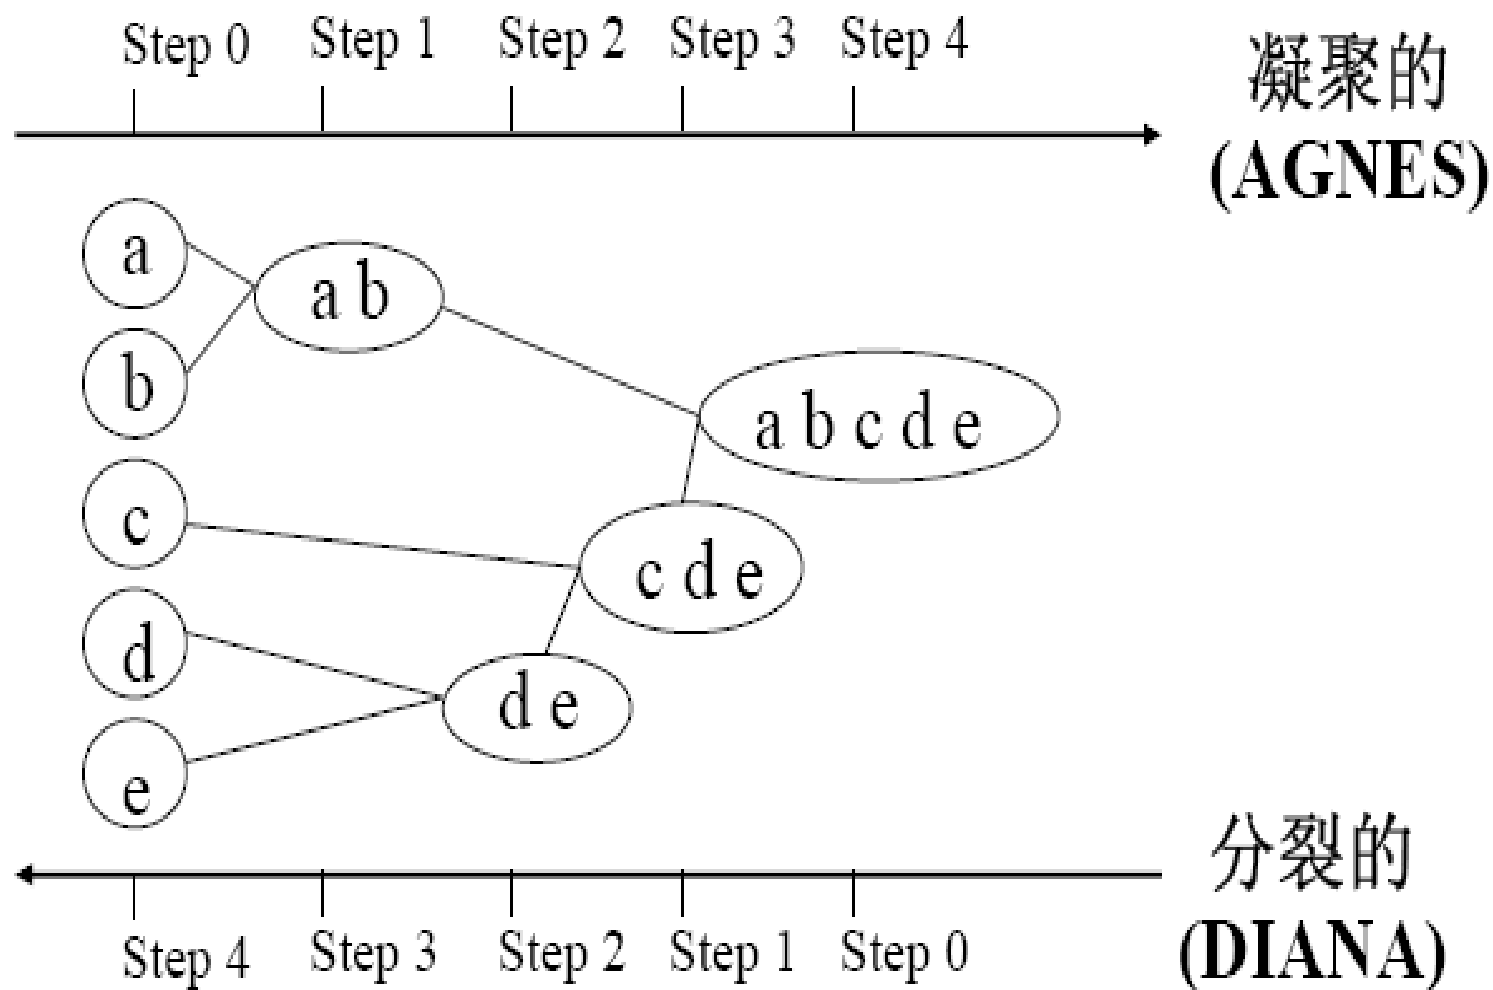 Step 0 Step 1 Step 2 Step 3 Step 4
凝聚的
(AGNES)
a
a b
b
a b c d e
c
c d e
d
d e
e
分裂的
(DIANA)
Step 4 Step 3 Step 2 Step 1 Step 0